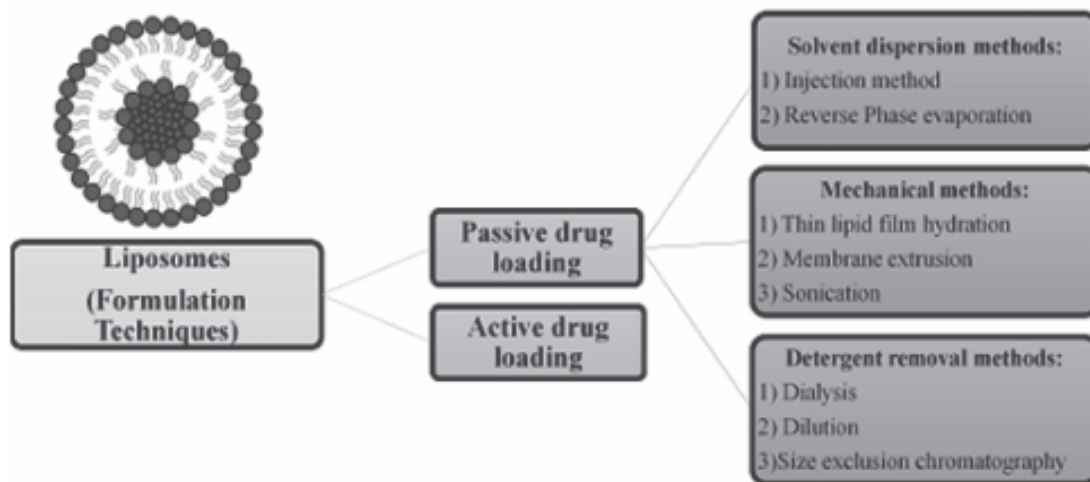 Liposomes
(Formulation
Techniques)
Passive drug
loading
Active drug
loading
Solvent dispersion methods:
1) Injection method
2) Reverse Phase evaporation
Mechanical methods:
1) Thin lipid film hydration
2) Membrane extrusion
3) Sonication
Detergent removal methods:
1) Dialysis
2) Dilution
3)Size exclusion chromatography